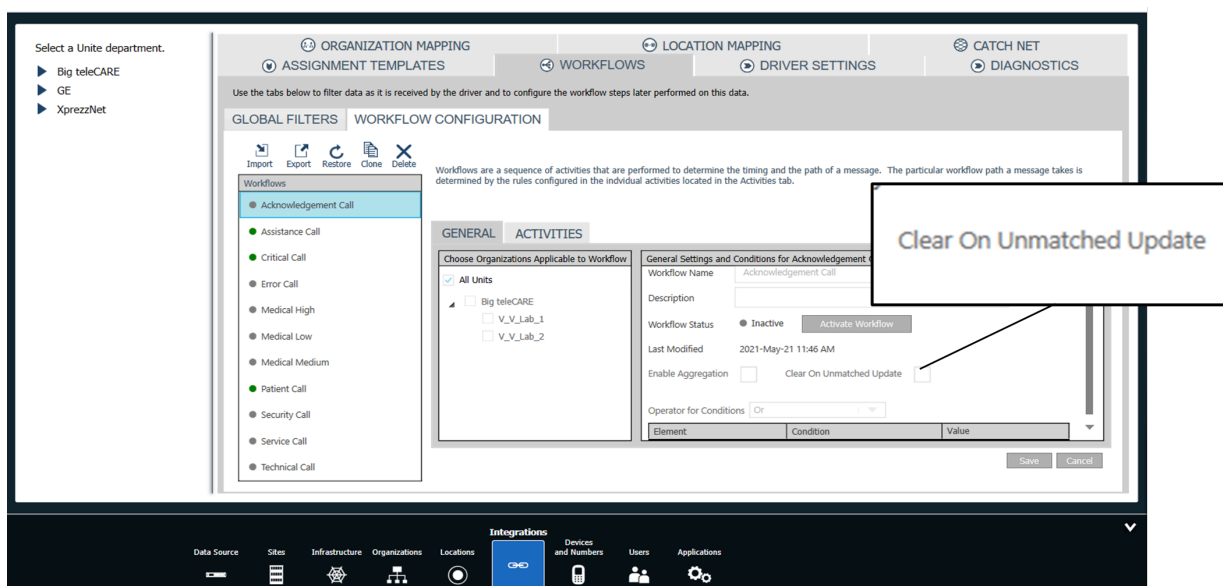 Select a Unite department.
Big teleCARE
GE
XprezzNet
ORGANIZATION MAPPING
LOCATION MAPPING
CATCH NET
ASSIGNMENT TEMPLATES
WORKFLOWS
DRIVER SETTINGS
DIAGNOSTICS
Use the tabs below to filter data as it is received by the driver and to configure the workflow steps later performed on this data.
GLOBAL FILTERS
WORKFLOW CONFIGURATION
Import Export Restore Clone Delete
Workflows are a sequence of activities that are performed to determine the timing and the path of a message. The particular workflow path a message takes is
determined by the rules configured in the indvidual activities located in the Activities tab.
Workflows
Acknowledgement Call
Assistance Call
Critical Call
Error Call
Medical High
Medical Low
Medical Medium
Patient Call
Security Call
Service Call
Technical Call
GENERAL
ACTIVITIES
Choose Organizations Applicable to Workflow
All Units
Big teleCARE
V_V_Lab_1
V_V_Lab_2
General Settings and Conditions for Acknowledgement
Workflow Name Acknowledgement Call
Description
Workflow Status Inactive Activate Workflow
Last Modified 2021-May-21 11:46 AM
Enable Aggregation Clear On Unmatched Update
Operator for Conditions Or
Element Condition Value
Save Cancel
Clear On Unmatched Update
Data Source
Sites
Infrastructure
Organizations
Locations
Integrations
Devices
and Numbers
Users
Applications